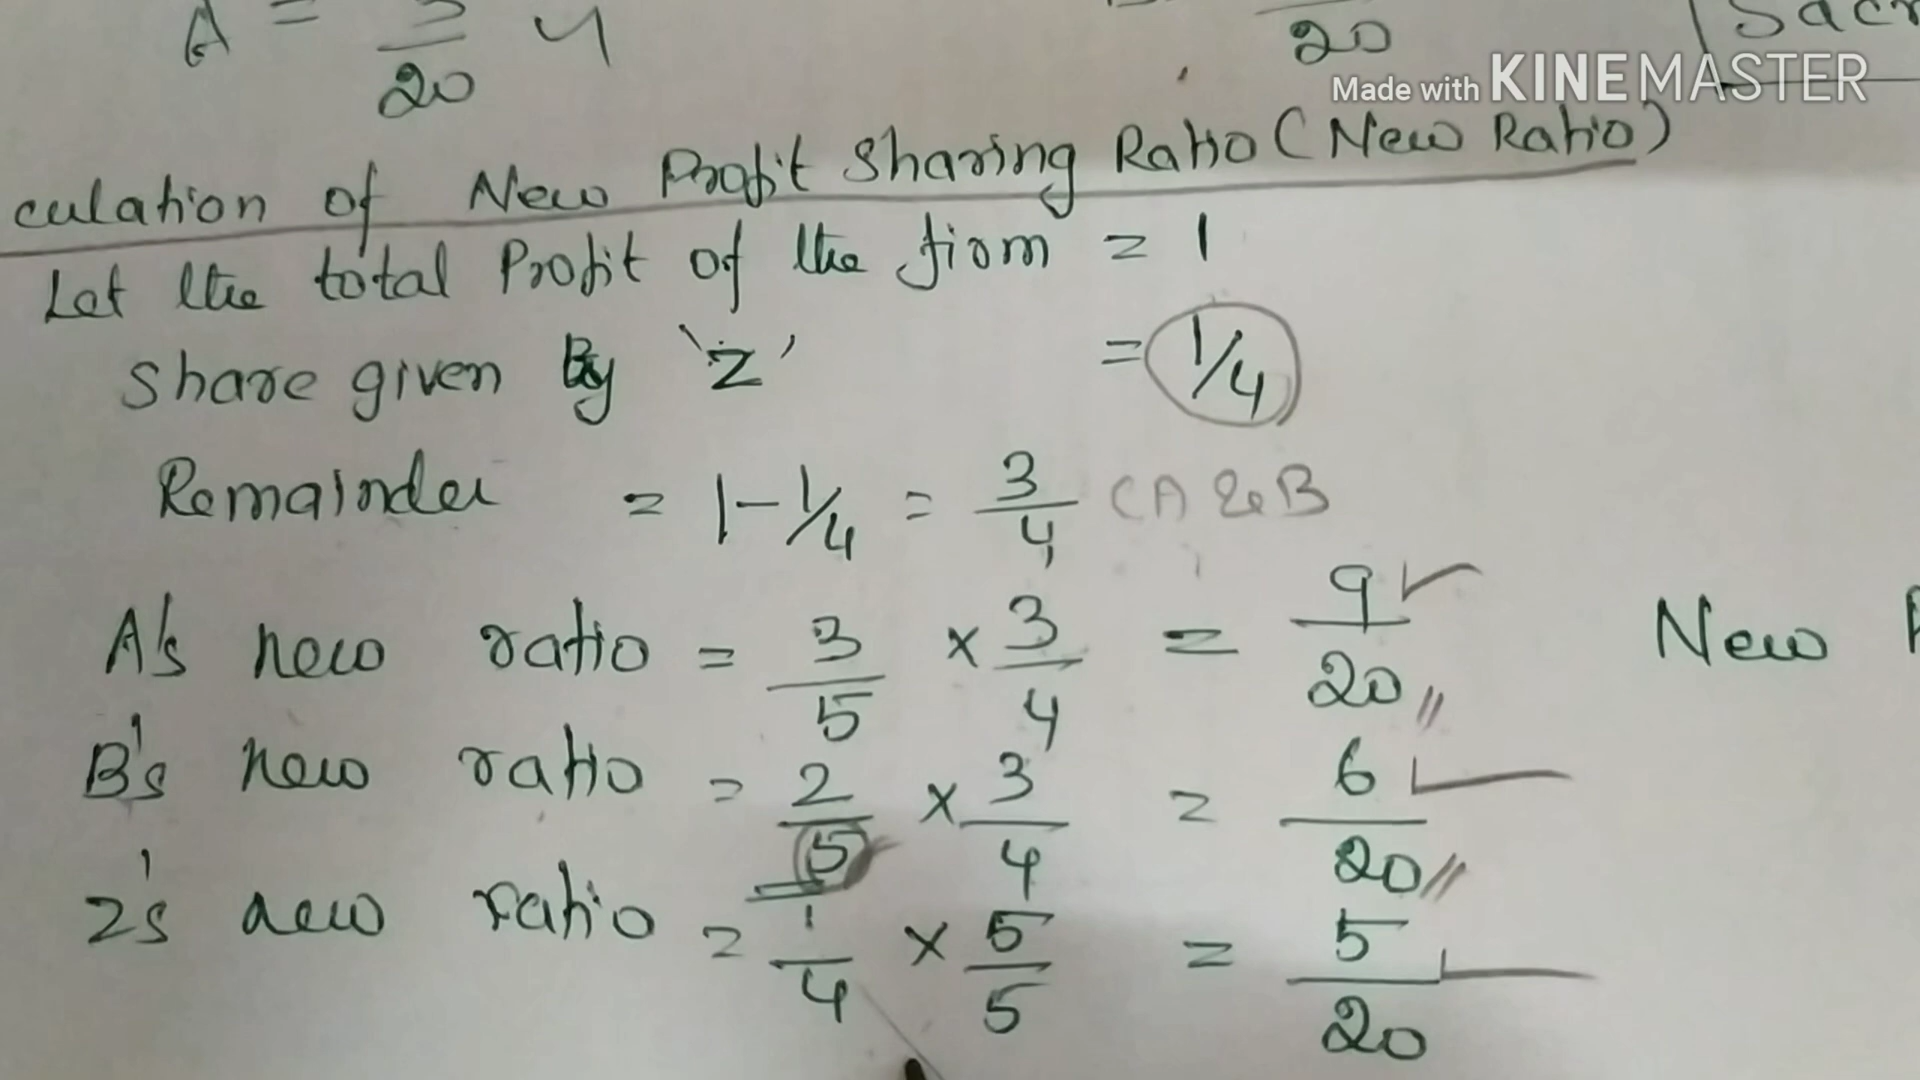 A = 20
20 Sacr
Made with KINEMASTER
culation of New Profit Sharing Ratio (New Ratio)
Let the total Profit of the firm = 1
Share given By 'Z' = 1/4
Remainder = 1 - 1/4 = 3/4 (A & B
A's new ratio = 3/5 × 3/4 = 9/20
New
B's new ratio = 2/5 × 3/4 = 6/20
Z's new ratio = 1/4 × 5/5 = 5/20